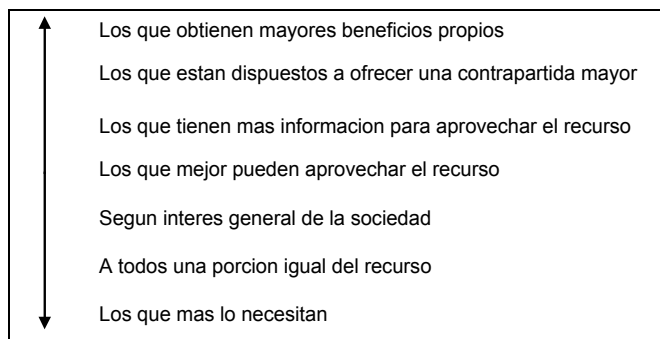 Los que obtienen mayores beneficios propios
Los que estan dispuestos a ofrecer una contrapartida mayor
Los que tienen mas informacion para aprovechar el recurso
Los que mejor pueden aprovechar el recurso
Segun interes general de la sociedad
A todos una porcion igual del recurso
Los que mas lo necesitan